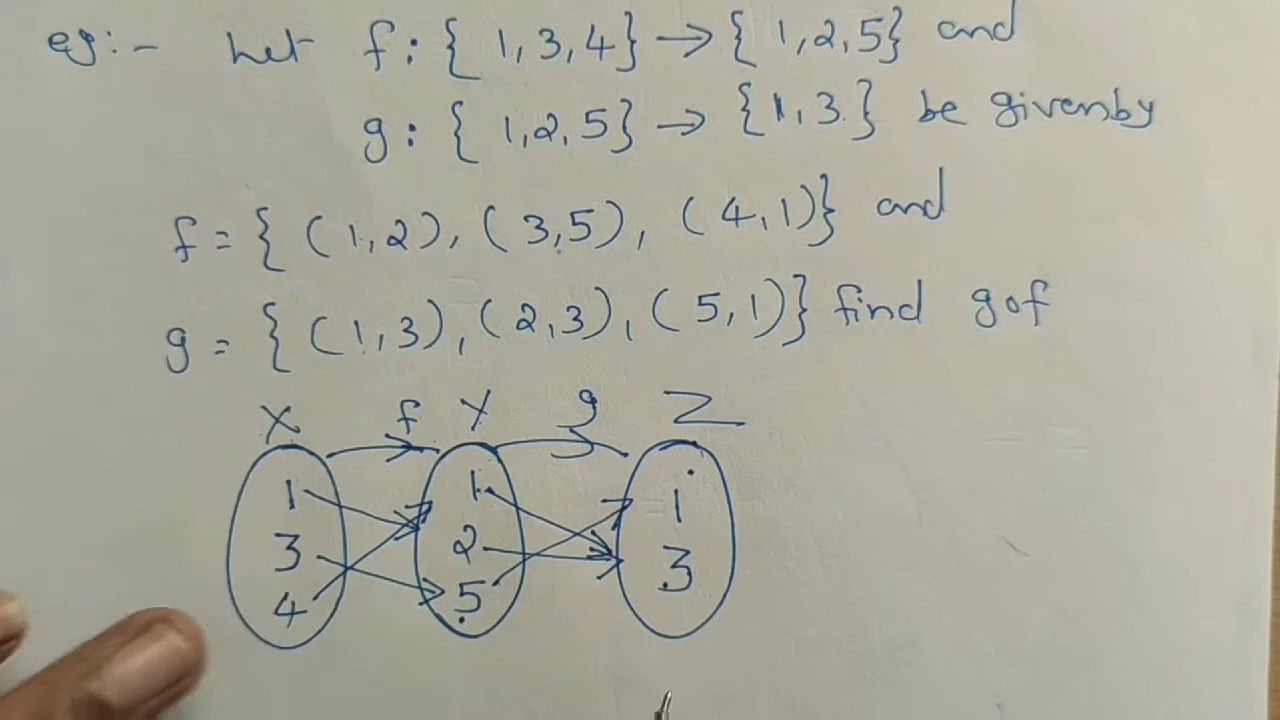 eg:- Let f: { 1, 3, 4} → { 1, 2, 5} and
g: { 1, 2, 5} → {1, 3} be given by
f = { (1, 2), (3, 5), (4, 1)} and
g = { (1, 3), (2, 3), (5, 1)} find gof
X f Y g Z
1 1 1
3 2 3
4 5